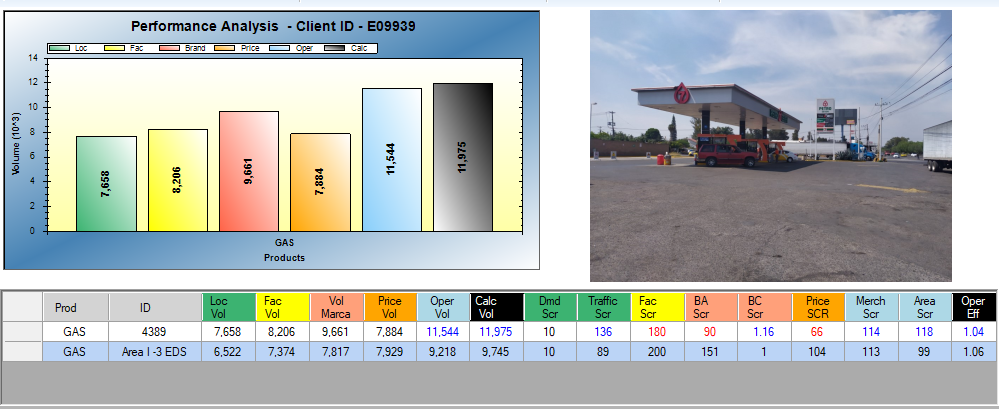 Performance Analysis - Client ID - E09939
Loc Fac Brand Price Oper Calc
Volume (10^3)
14
12
10
8
6
4
2
0
7,658
8,206
9,661
7,884
11,544
11,975
GAS
Products
PETRO
Prod ID Loc Vol Fac Vol Vol Marca Price Vol Oper Vol Calc Vol Dmd Scr Traffic Scr Fac Scr BA Scr BC Scr Price SCR Merch Scr Area Scr Oper Eff
GAS 4389 7,658 8,206 9,661 7,884 11,544 11,975 10 136 180 90 1.16 66 114 118 1.04
GAS Area I -3 EDS 6,522 7,374 7,817 7,929 9,218 9,745 10 89 200 151 1 104 113 99 1.06